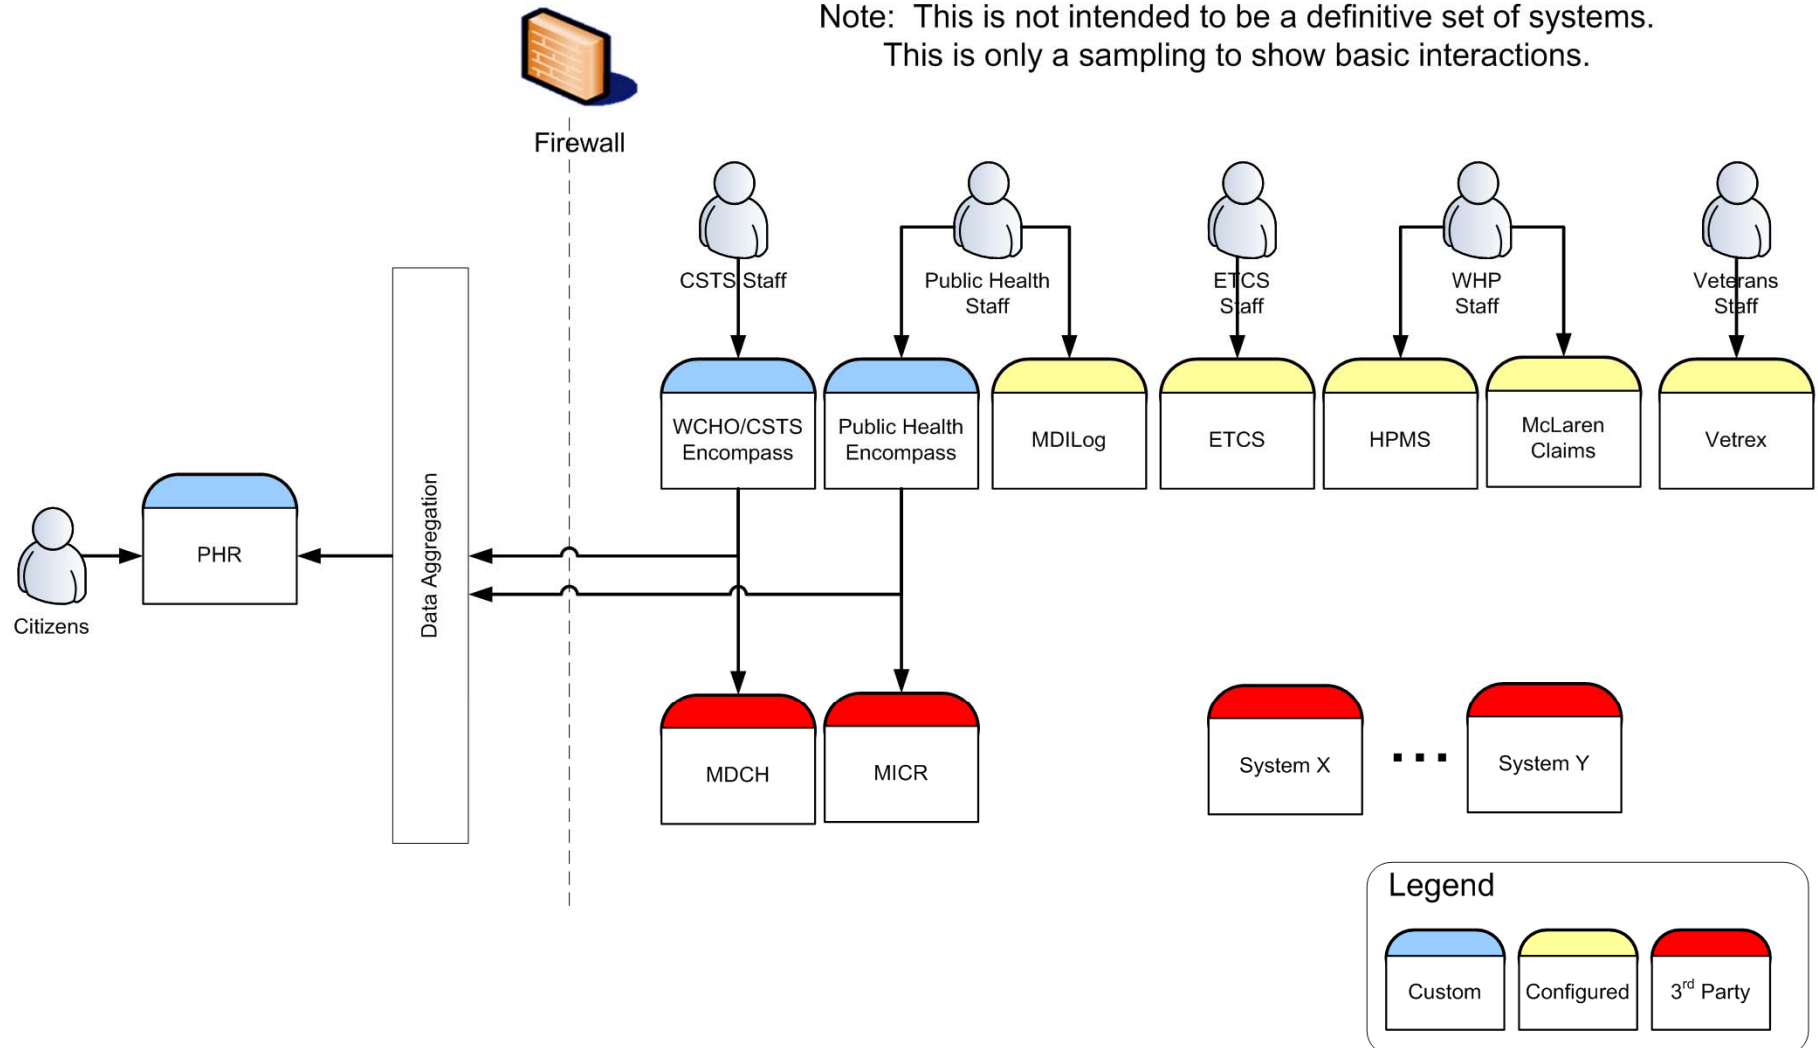 Note:  This is not intended to be a definitive set of systems.
This is only a sampling to show basic interactions.
Firewall
CSTS Staff
Public Health
Staff
ETCS
Staff
WHP
Staff
Veterans
Staff
WCHO/CSTS
Encompass
Public Health
Encompass
MDILog
ETCS
HPMS
McLaren
Claims
Vetrex
Data Aggregation
PHR
Citizens
MDCH
MICR
System X
...
System Y
Legend
Custom
Configured
3rd Party